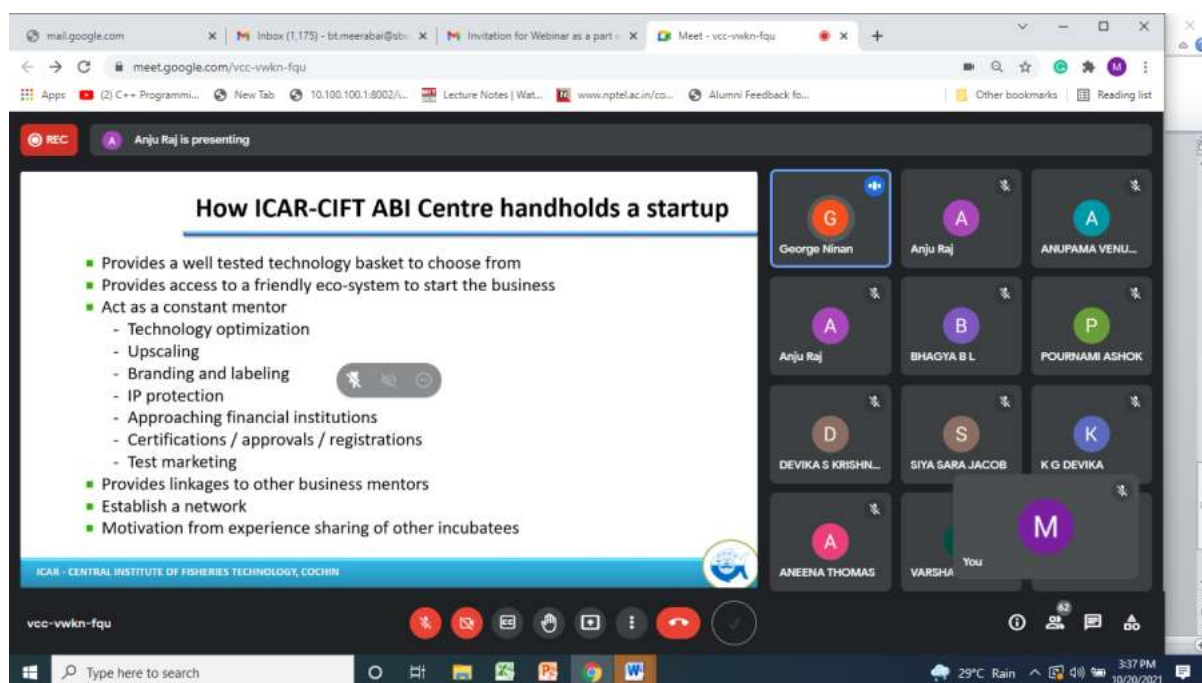 mail.google.com
Inbox (1,175) - bt.meerabai@sb
Invitation for Webinar as a part
Meet - vcc-vwkn-fqu
meet.google.com/vcc-vwkn-fqu
M
Apps
(2) C++ Programmi...
New Tab
10.100.100.1:8002/...
Lecture Notes | Wat...
www.nptel.ac.in/co...
Alumni Feedback fo...
Other bookmarks
Reading list
REC
A
Anju Raj is presenting
How ICAR-CIFT ABI Centre handholds a startup
Provides a well tested technology basket to choose from
Provides access to a friendly eco-system to start the business
Act as a constant mentor
- Technology optimization
- Upscaling
- Branding and labeling
- IP protection
- Approaching financial institutions
- Certifications / approvals / registrations
- Test marketing
Provides linkages to other business mentors
Establish a network
Motivation from experience sharing of other incubatees
ICAR - CENTRAL INSTITUTE OF FISHERIES TECHNOLOGY, COCHIN
G
George Ninan
A
Anju Raj
A
ANUPAMA VENU...
A
Anju Raj
B
BHAGYA B L
P
POURNAMI ASHOK
D
DEVIKA S KRISHN...
S
SIYA SARA JACOB
K
K G DEVIKA
A
ANEENA THOMAS
VARSHA
M
You
vcc-vwkn-fqu
62
Type here to search
29°C Rain
3:37 PM
10/20/2021